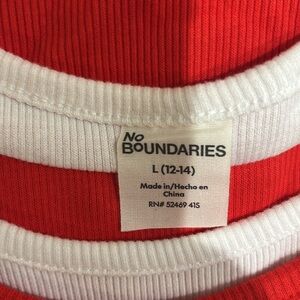 No
BOUNDARIES
L (12-14)
Made in/Hecho en
China
RN# 52469 41S